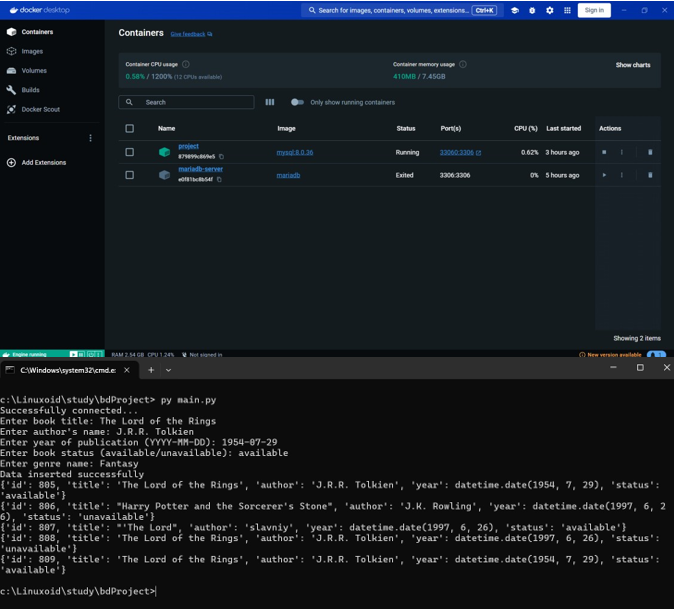 docker desktop
Search for images, containers, volumes, extensions... Ctrl+K
Sign in
Containers
Images
Volumes
Builds
Docker Scout
Extensions
Add Extensions
Containers Give feedback
Container CPU usage
0.58% / 1200% (12 CPUs available)
Container memory usage
410MB / 7.45GB
Show charts
Search
Only show running containers
Name Image Status Port(s) CPU (%) Last started Actions
project
879899c869e5
mysql:8.0.36 Running 33060:3306 0.62% 3 hours ago
mariadb-server
e0f81bc8b54f
mariadb Exited 3306:3306 0% 5 hours ago
Showing 2 items
Engine running RAM 2.54 GB CPU 1.24% Not signed in New version available
C:\Windows\system32\cmd.e:
c:\Linuxoid\study\bdProject> py main.py
Successfully connected...
Enter book title: The Lord of the Rings
Enter author's name: J.R.R. Tolkien
Enter year of publication (YYYY-MM-DD): 1954-07-29
Enter book status (available/unavailable): available
Enter genre name: Fantasy
Data inserted successfully
{'id': 805, 'title': 'The Lord of the Rings', 'author': 'J.R.R. Tolkien', 'year': datetime.date(1954, 7, 29), 'status':
'available'}
{'id': 806, 'title': "Harry Potter and the Sorcerer's Stone", 'author': 'J.K. Rowling', 'year': datetime.date(1997, 6, 2
6), 'status': 'unavailable'}
{'id': 807, 'title': "'The Lord", 'author': 'slavniy', 'year': datetime.date(1997, 6, 26), 'status': 'available'}
{'id': 808, 'title': 'The Lord of the Rings', 'author': 'J.R.R. Tolkien', 'year': datetime.date(1997, 6, 26), 'status':
'unavailable'}
{'id': 809, 'title': 'The Lord of the Rings', 'author': 'J.R.R. Tolkien', 'year': datetime.date(1954, 7, 29), 'status':
'available'}
c:\Linuxoid\study\bdProject>